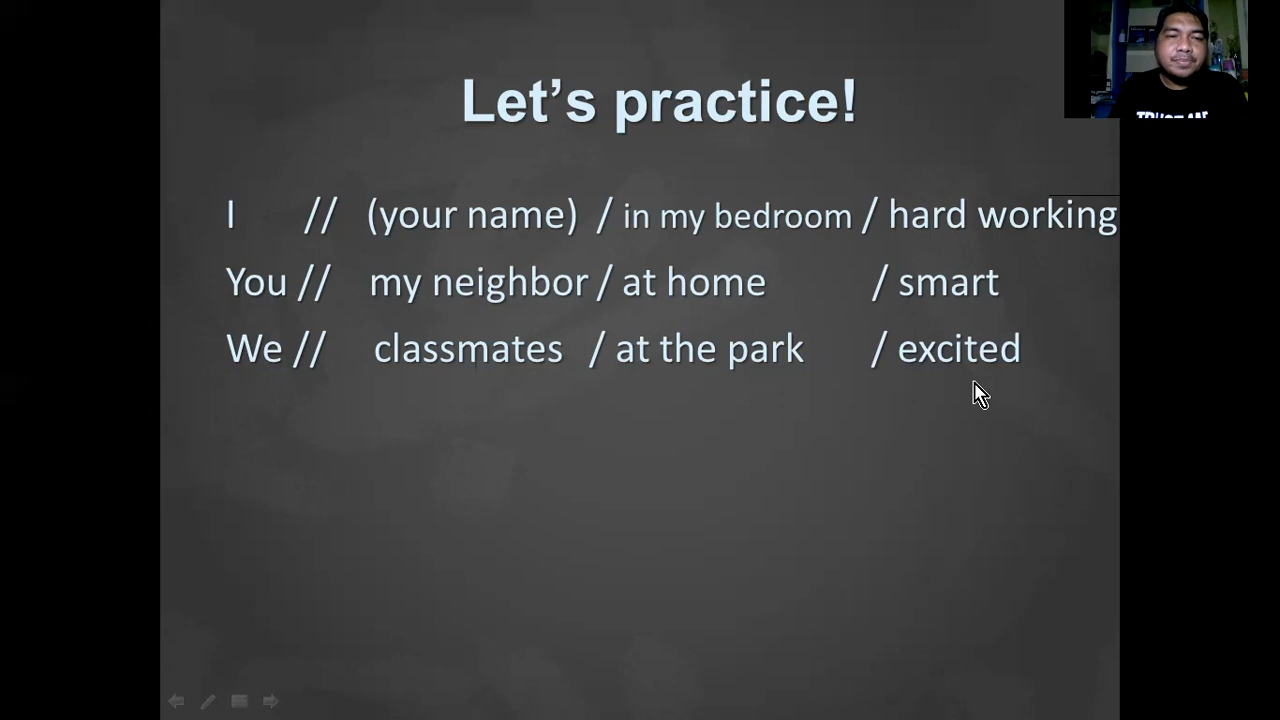 Let's practice!
I // (your name) / in my bedroom / hard working
You // my neighbor / at home / smart
We // classmates / at the park / excited